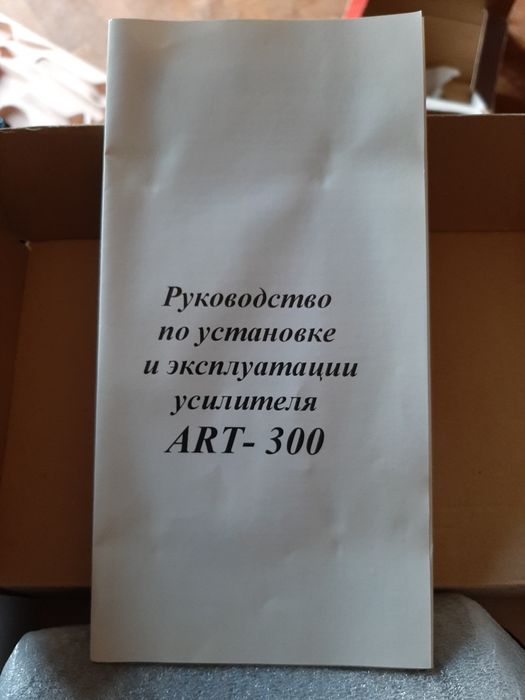 Руководство
по установке
и эксплуатации
усилителя
ART- 300